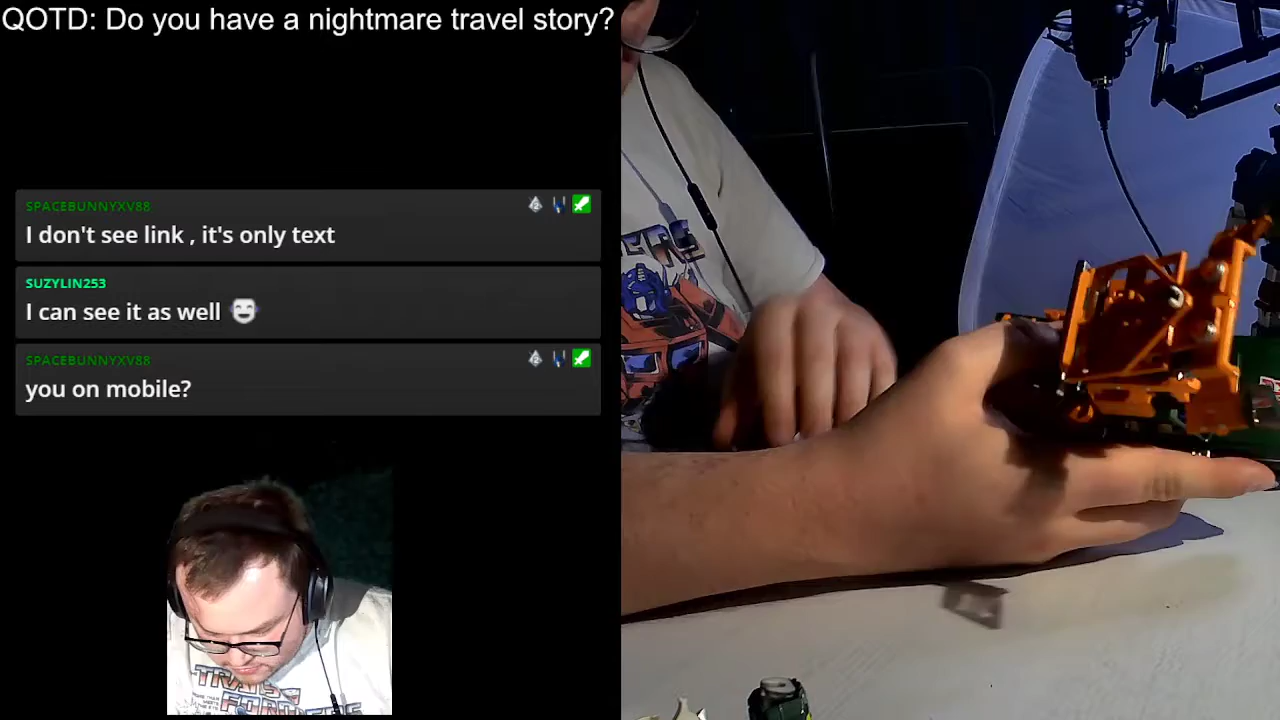 QOTD: Do you have a nightmare travel story?
SPACEBUNNYXV88
I don't see link , it's only text
SUZYLIN253
I can see it as well
SPACEBUNNYXV88
you on mobile?
TRANSFORMERS